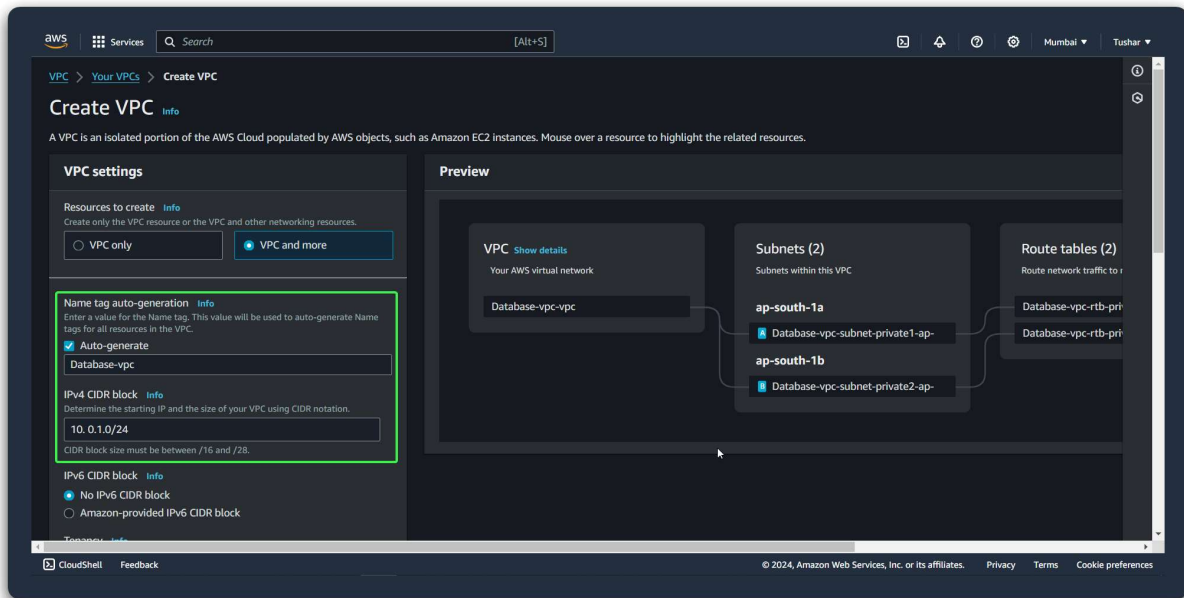 aws
Services
Search
[Alt+S]
Mumbai
Tushar
VPC > Your VPCs > Create VPC
Create VPC Info
A VPC is an isolated portion of the AWS Cloud populated by AWS objects, such as Amazon EC2 instances. Mouse over a resource to highlight the related resources.
VPC settings
Resources to create Info
Create only the VPC resource or the VPC and other networking resources.
VPC only
VPC and more
Name tag auto-generation Info
Enter a value for the Name tag. This value will be used to auto-generate Name
tags for all resources in the VPC.
Auto-generate
Database-vpc
IPv4 CIDR block Info
Determine the starting IP and the size of your VPC using CIDR notation.
10. 0.1.0/24
CIDR block size must be between /16 and /28.
IPv6 CIDR block Info
No IPv6 CIDR block
Amazon-provided IPv6 CIDR block
Tenancy Info
Preview
VPC Show details
Your AWS virtual network
Database-vpc-vpc
Subnets (2)
Subnets within this VPC
ap-south-1a
A Database-vpc-subnet-private1-ap-
ap-south-1b
B Database-vpc-subnet-private2-ap-
Route tables (2)
Route network traffic to
Database-vpc-rtb-pri
Database-vpc-rtb-pri
CloudShell
Feedback
© 2024, Amazon Web Services, Inc. or its affiliates.
Privacy
Terms
Cookie preferences